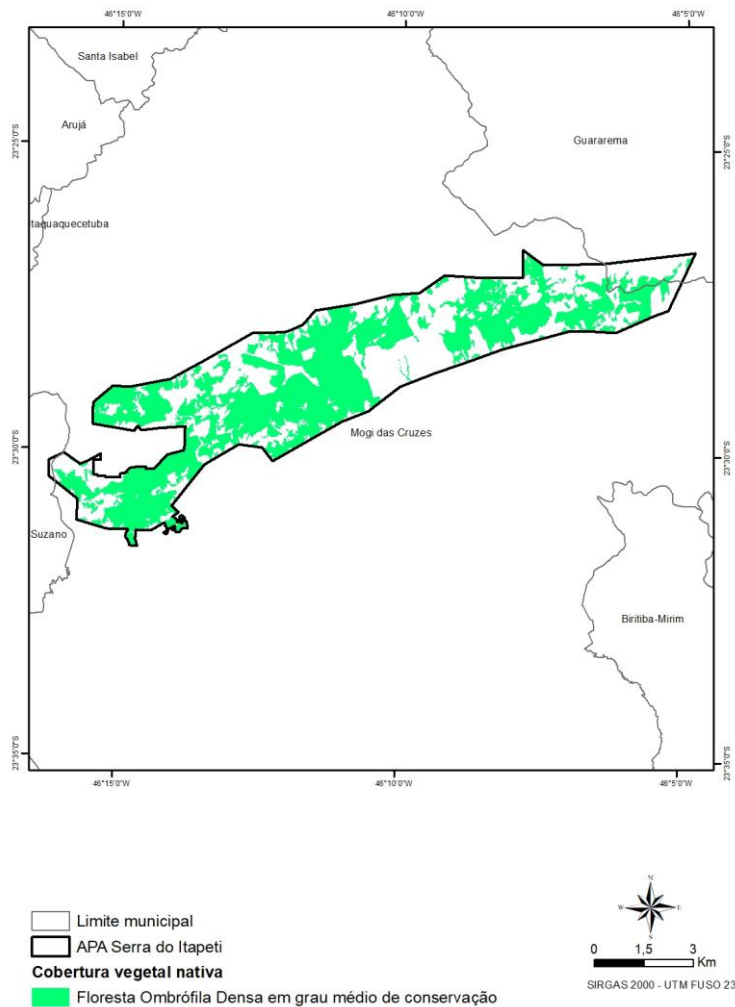 46°15'0"W
46°10'0"W
46°5'0"W
Santa Isabel
Arujá
Guararema
23°25'0"S
23°25'0"S
taquaquecetuba
Mogi das Cruzes
23°30'0"S
23°30'0"S
Suzano
Biritiba-Mirim
23°35'0"S
23°35'0"S
46°15'0"W
46°10'0"W
46°5'0"W
Limite municipal
APA Serra do Itapeti
Cobertura vegetal nativa
Floresta Ombrófila Densa em grau médio de conservação
N
W E
S
0 1,5 3
Km
SIRGAS 2000 - UTM FUSO 23